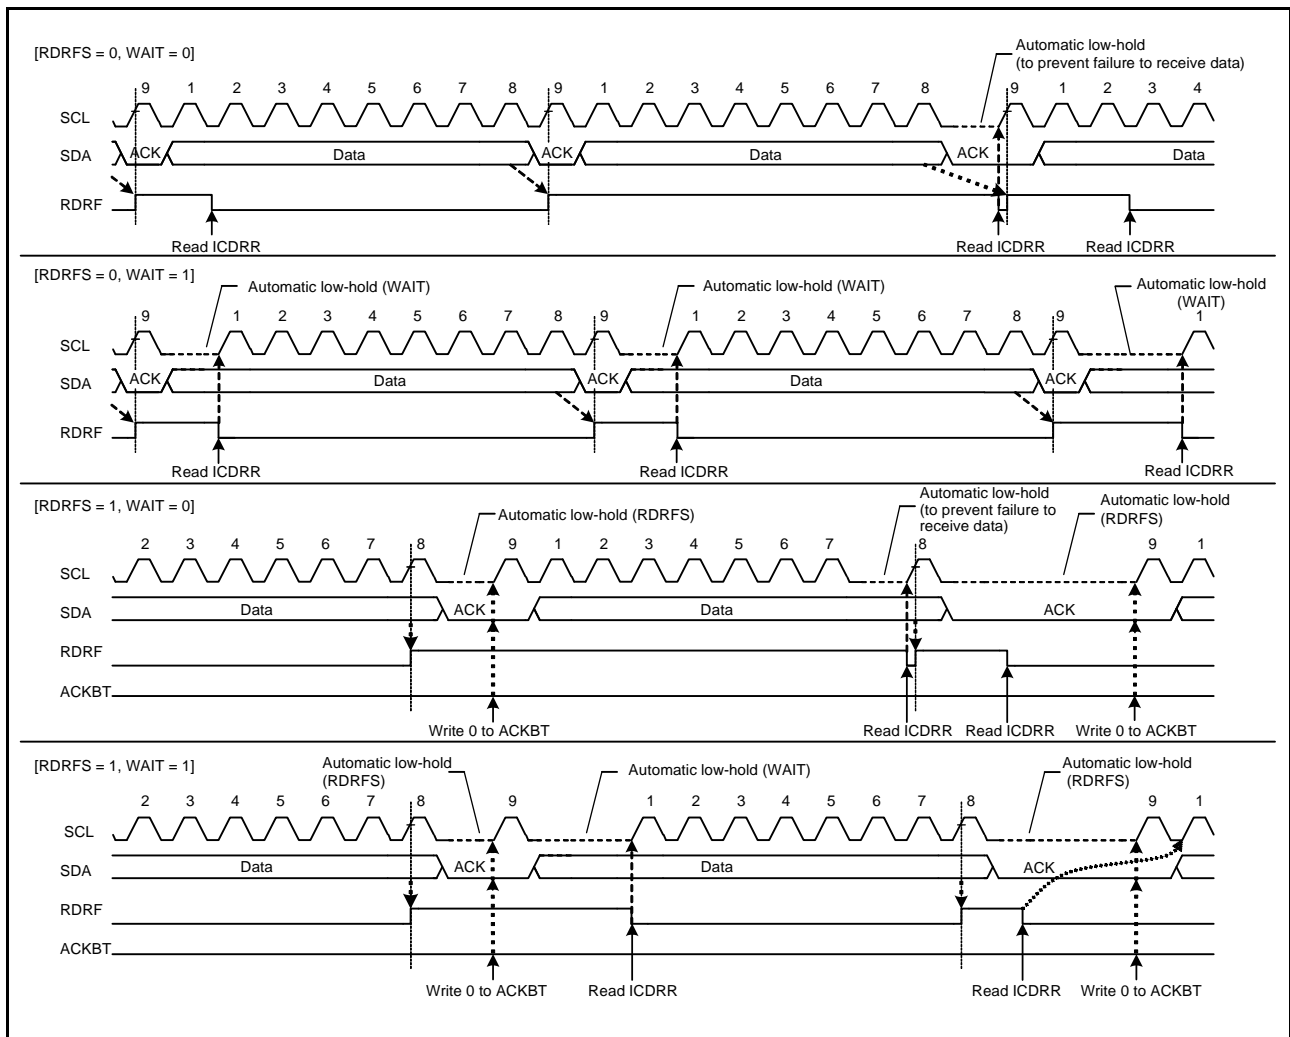 [RDRFS = 0, WAIT = 0]
Automatic low-hold
(to prevent failure to receive data)
9 1 2 3 4 5 6 7 8 9 1 2 3 4 5 6 7 8 9 1 2 3 4
SCL
SDA ACK Data ACK Data ACK Data
RDRF
Read ICDRR Read ICDRR Read ICDRR
[RDRFS = 0, WAIT = 1]
Automatic low-hold (WAIT) Automatic low-hold (WAIT) Automatic low-hold
(WAIT)
9 1 2 3 4 5 6 7 8 9 1 2 3 4 5 6 7 8 9 1
SCL
SDA ACK Data ACK Data ACK
RDRF
Read ICDRR Read ICDRR Read ICDRR
[RDRFS = 1, WAIT = 0]
Automatic low-hold (RDRFS)
Automatic low-hold
(to prevent failure to
receive data)
Automatic low-hold
(RDRFS)
2 3 4 5 6 7 8 9 1 2 3 4 5 6 7 8 9 1
SCL
SDA Data ACK Data ACK
RDRF
ACKBT
Write 0 to ACKBT Read ICDRR Read ICDRR Write 0 to ACKBT
[RDRFS = 1, WAIT = 1]
Automatic low-hold
(RDRFS)
Automatic low-hold (WAIT)
Automatic low-hold
(RDRFS)
2 3 4 5 6 7 8 9 1 2 3 4 5 6 7 8 9 1
SCL
SDA Data ACK Data ACK
RDRF
ACKBT
Write 0 to ACKBT Read ICDRR Read ICDRR Write 0 to ACKBT